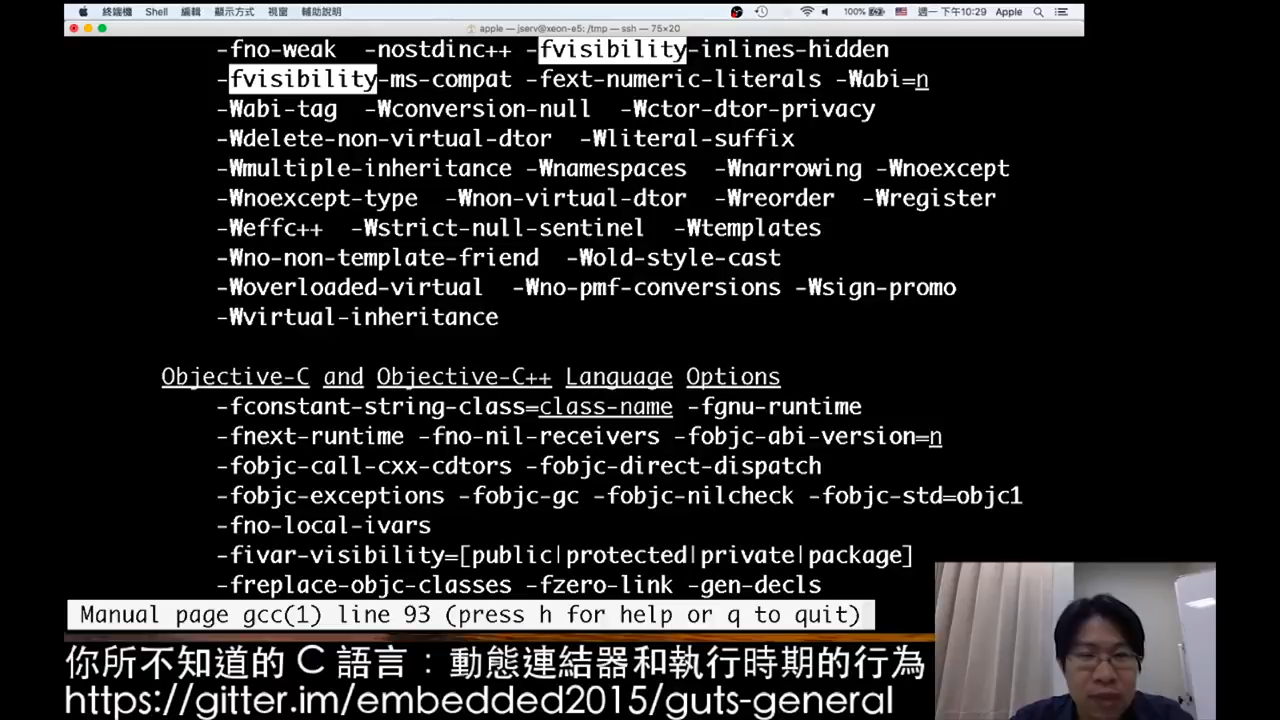 終端機 Shell 編輯 顯示方式 視窗 輔助說明 100% 週一 下午10:29 Apple
apple — jserv@xeon-e5: /tmp — ssh — 75×20
-fno-weak -nostdinc++ -fvisibility-inlines-hidden
-fvisibility-ms-compat -fext-numeric-literals -Wabi=n
-Wabi-tag -Wconversion-null -Wctor-dtor-privacy
-Wdelete-non-virtual-dtor -Wliteral-suffix
-Wmultiple-inheritance -Wnamespaces -Wnarrowing -Wnoexcept
-Wnoexcept-type -Wnon-virtual-dtor -Wreorder -Wregister
-Weffc++ -Wstrict-null-sentinel -Wtemplates
-Wno-non-template-friend -Wold-style-cast
-Woverloaded-virtual -Wno-pmf-conversions -Wsign-promo
-Wvirtual-inheritance
Objective-C and Objective-C++ Language Options
-fconstant-string-class=class-name -fgnu-runtime
-fnext-runtime -fno-nil-receivers -fobjc-abi-version=n
-fobjc-call-cxx-cdtors -fobjc-direct-dispatch
-fobjc-exceptions -fobjc-gc -fobjc-nilcheck -fobjc-std=objc1
-fno-local-ivars
-fivar-visibility=[public|protected|private|package]
-freplace-objc-classes -fzero-link -gen-decls
Manual page gcc(1) line 93 (press h for help or q to quit)
你所不知道的 C 語言：動態連結器和執行時期的行為
https://gitter.im/embedded2015/guts-general